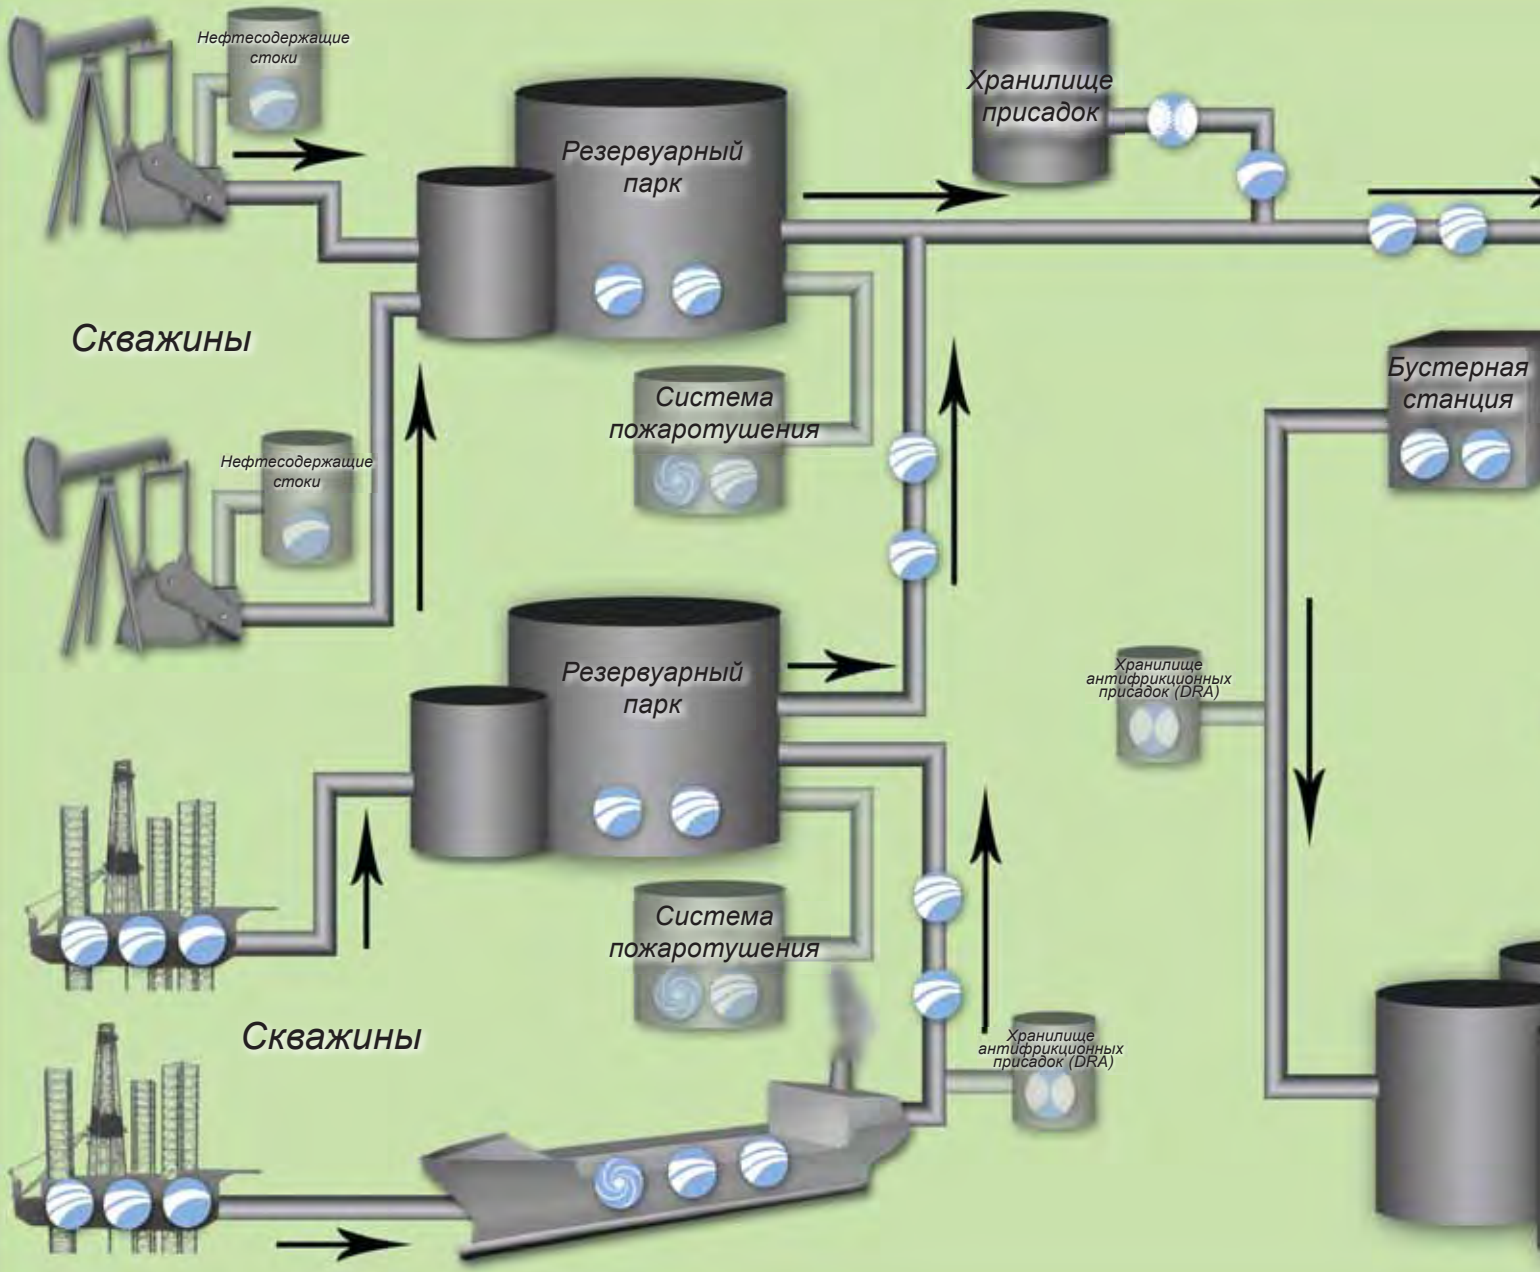 Нефтесодержащие
стоки
Хранилище
присадок
Резервуарный
парк
Скважины
Бустерная
станция
Система
пожаротушения
Нефтесодержащие
стоки
Резервуарный
парк
Хранилище
антифрикционных
присадок (DRA)
Система
пожаротушения
Скважины
Хранилище
антифрикционных
присадок (DRA)